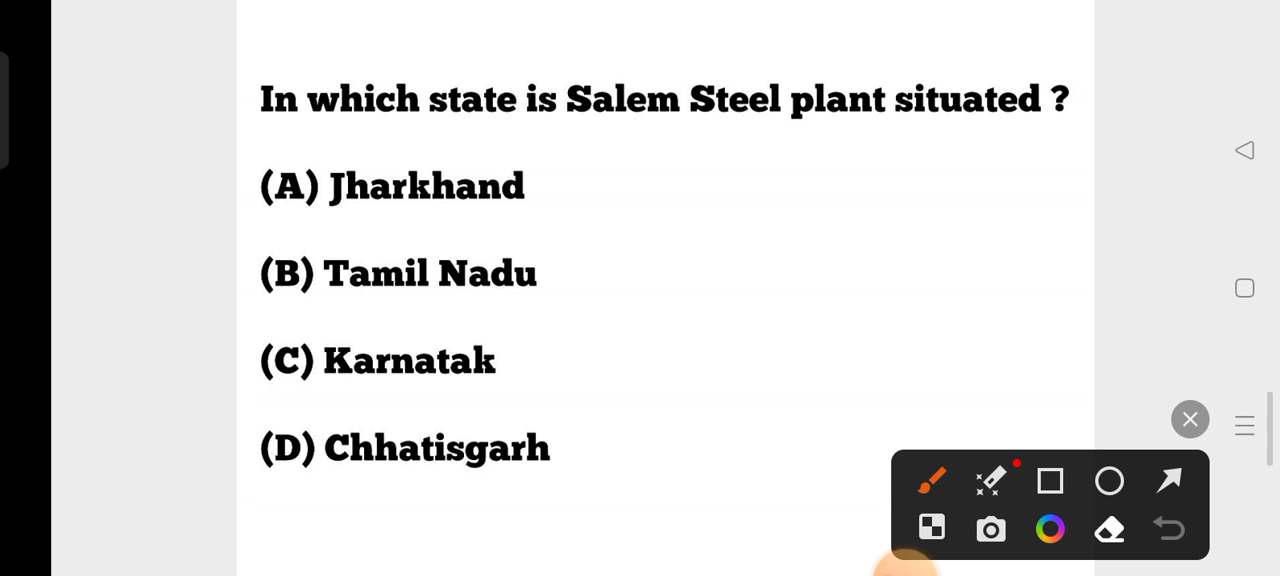 In which state is Salem Steel plant situated ?
(A) Jharkhand
(B) Tamil Nadu
(C) Karnatak
(D) Chhatisgarh